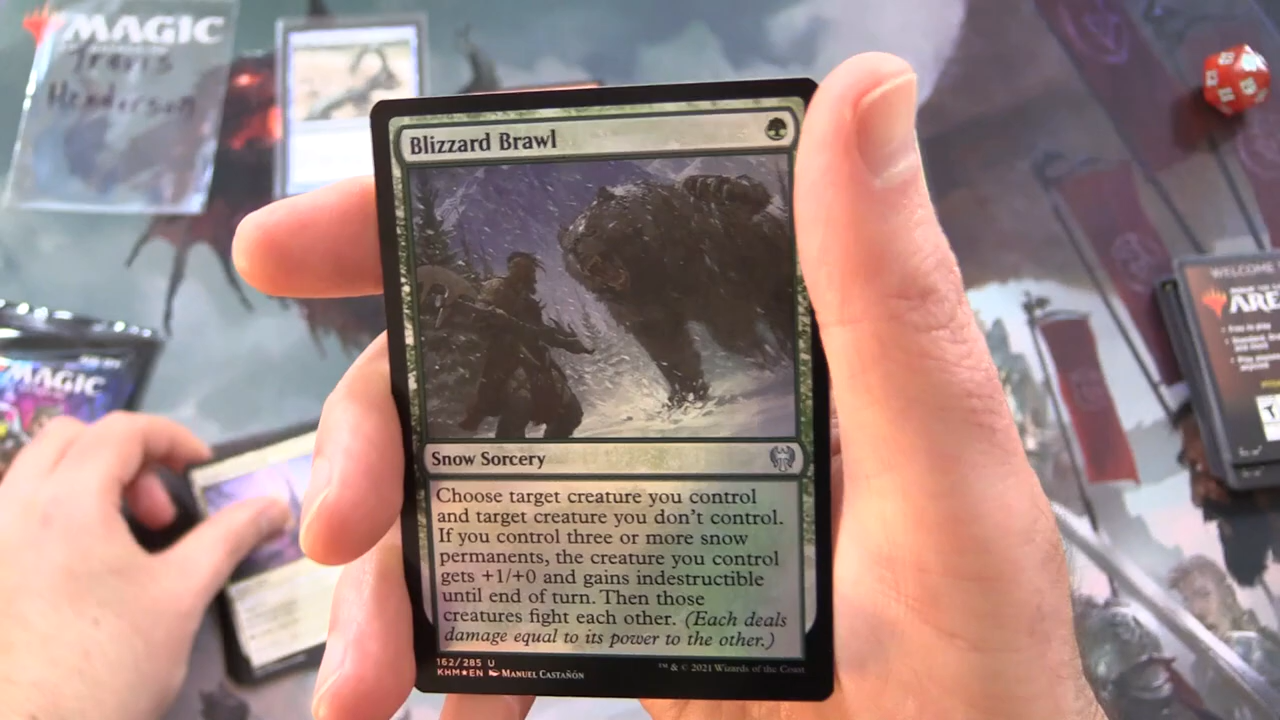 MAGIC
Travis
Henderson
Blizzard Brawl
Snow Sorcery
Choose target creature you control
and target creature you don't control.
If you control three or more snow
permanents, the creature you control
gets +1/+0 and gains indestructible
until end of turn. Then those
creatures fight each other. (Each deals
damage equal to its power to the other.)
162/285 U
KHM★EN MANUEL CASTAÑÓN
™ & © 2021 Wizards of the Coast
MAGIC
WELCOME
ARE